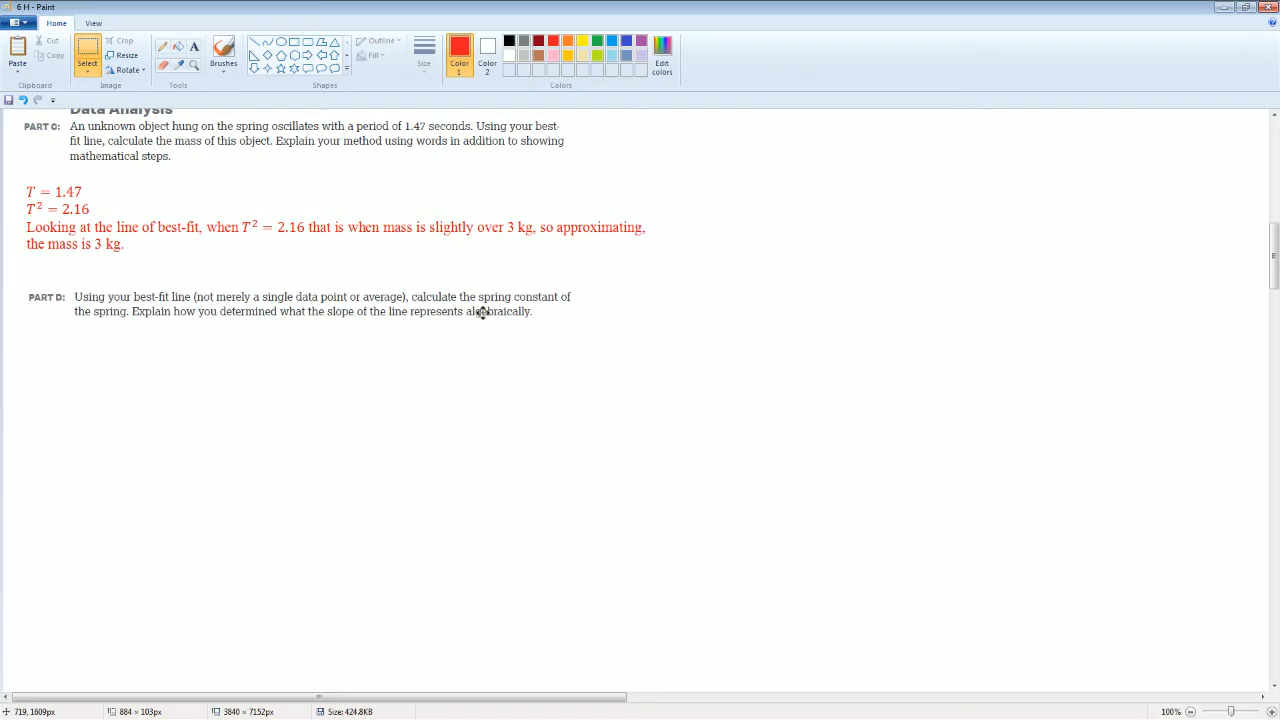 6 H - Paint
Home
View
Paste
Cut
Copy
Clipboard
Select
Crop
Resize
Rotate
Image
A
Tools
Brushes
Shapes
Outline
Fill
Size
Color
1
Color
2
Edit
colors
Colors
Data Analysis
PART C: An unknown object hung on the spring oscillates with a period of 1.47 seconds. Using your best-
fit line, calculate the mass of this object. Explain your method using words in addition to showing
mathematical steps.
T = 1.47
T² = 2.16
Looking at the line of best-fit, when T² = 2.16 that is when mass is slightly over 3 kg, so approximating,
the mass is 3 kg.
PART D: Using your best-fit line (not merely a single data point or average), calculate the spring constant of
the spring. Explain how you determined what the slope of the line represents algebraically.
719, 1609px
884 × 103px
3840 × 7152px
Size: 424.8KB
100%